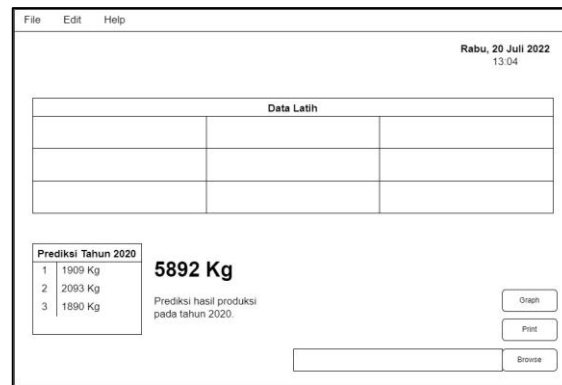 File Edit Help
Rabu, 20 Juli 2022
13:04
Data Latih
Prediksi Tahun 2020
1 1909 Kg
2 2093 Kg
3 1890 Kg
5892 Kg
Prediksi hasil produksi
pada tahun 2020.
Graph
Print
Browse